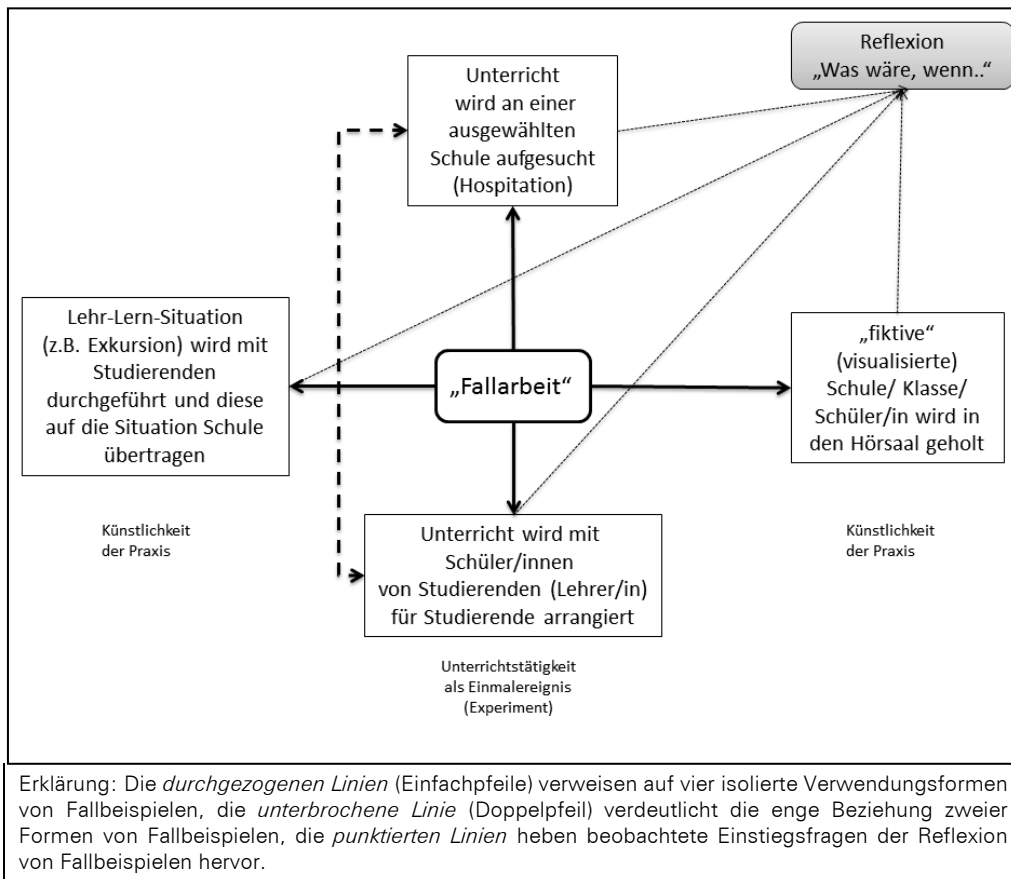 Reflexion
„Was wäre, wenn..“
Unterricht
wird an einer
ausgewählten
Schule aufgesucht
(Hospitation)
Lehr-Lern-Situation
(z.B. Exkursion) wird mit
Studierenden
durchgeführt und diese
auf die Situation Schule
übertragen
„Fallarbeit“
„fiktive“
(visualisierte)
Schule/ Klasse/
Schüler/in wird in
den Hörsaal geholt
Künstlichkeit
der Praxis
Unterricht wird mit
Schüler/innen
von Studierenden (Lehrer/in)
für Studierende arrangiert
Künstlichkeit
der Praxis
Unterrichtstätigkeit
als Einmalereignis
(Experiment)
Erklärung: Die durchgezogenen Linien (Einfachpfeile) verweisen auf vier isolierte Verwendungsformen
von Fallbeispielen, die unterbrochene Linie (Doppelpfeil) verdeutlicht die enge Beziehung zweier
Formen von Fallbeispielen, die punktierten Linien heben beobachtete Einstiegsfragen der Reflexion
von Fallbeispielen hervor.